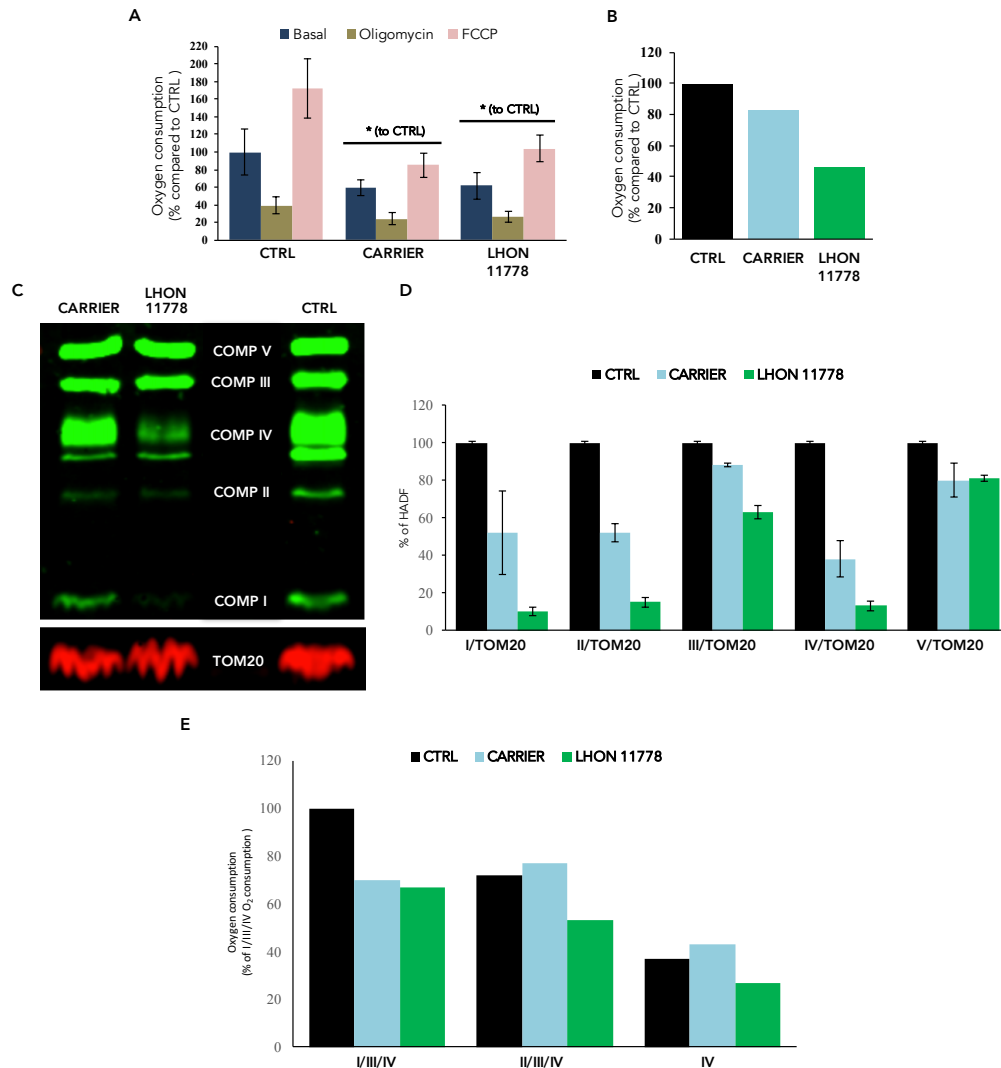 A
Basal Oligomycin FCCP
Oxygen consumption
(% compared to CTRL )
220
200
180
160
140
120
100
80
60
40
20
0
* (to CTRL)
* (to CTRL)
CTRL CARRIER LHON
11778
B
Oxygen consumption
(% compared to CTRL )
120
100
80
60
40
20
0
CTRL CARRIER LHON
11778
C
CARRIER LHON
11778 CTRL
COMP V
COMP III
COMP IV
COMP II
COMP I
TOM20
D
CTRL CARRIER LHON 11778
% of HADF
120
100
80
60
40
20
0
I/TOM20 II/TOM20 III/TOM20 IV/TOM20 V/TOM20
E
CTRL CARRIER LHON 11778
Oxygen consumption
(% of I/III/IV O₂ consumption )
120
100
80
60
40
20
0
I/III/IV II/III/IV IV